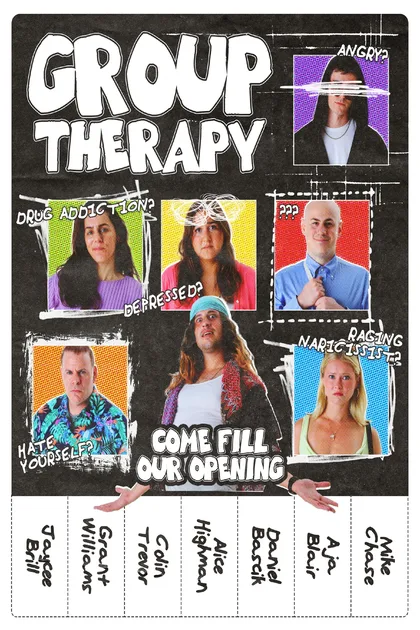 GROUP
THERAPY
ANGRY?
DRUG ADDICTION?
DEPRESSED?
???
HATE
YOURSELF?
RAGING
NARICISSIST?
COME FILL
OUR OPENING
Jaycee
Brill
Grant
Williams
Colin
Trevor
Alice
Highman
Daniel
Bascik
Aja
Blair
Mike
Chase